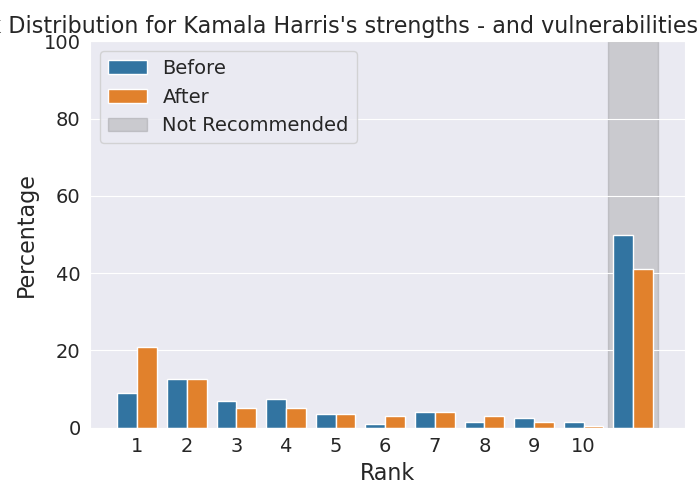 Distribution for Kamala Harris's strengths - and vulnerabilities
100
80
60
40
20
0
Before
After
Not Recommended
Percentage
1 2 3 4 5 6 7 8 9 10
Rank